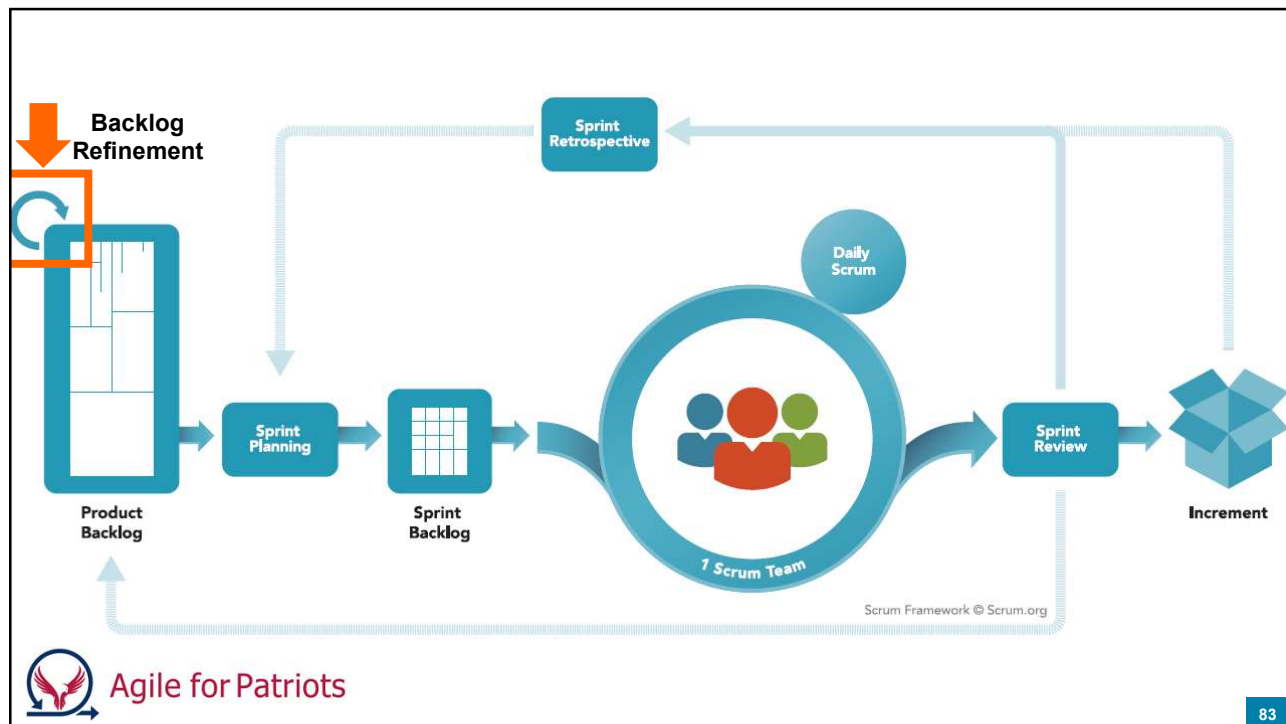 Backlog
Refinement
Sprint
Retrospective
Daily
Scrum
Sprint
Planning
Sprint
Review
Product
Backlog
Sprint
Backlog
Increment
1 Scrum Team
Scrum Framework © Scrum.org
Agile for Patriots
83